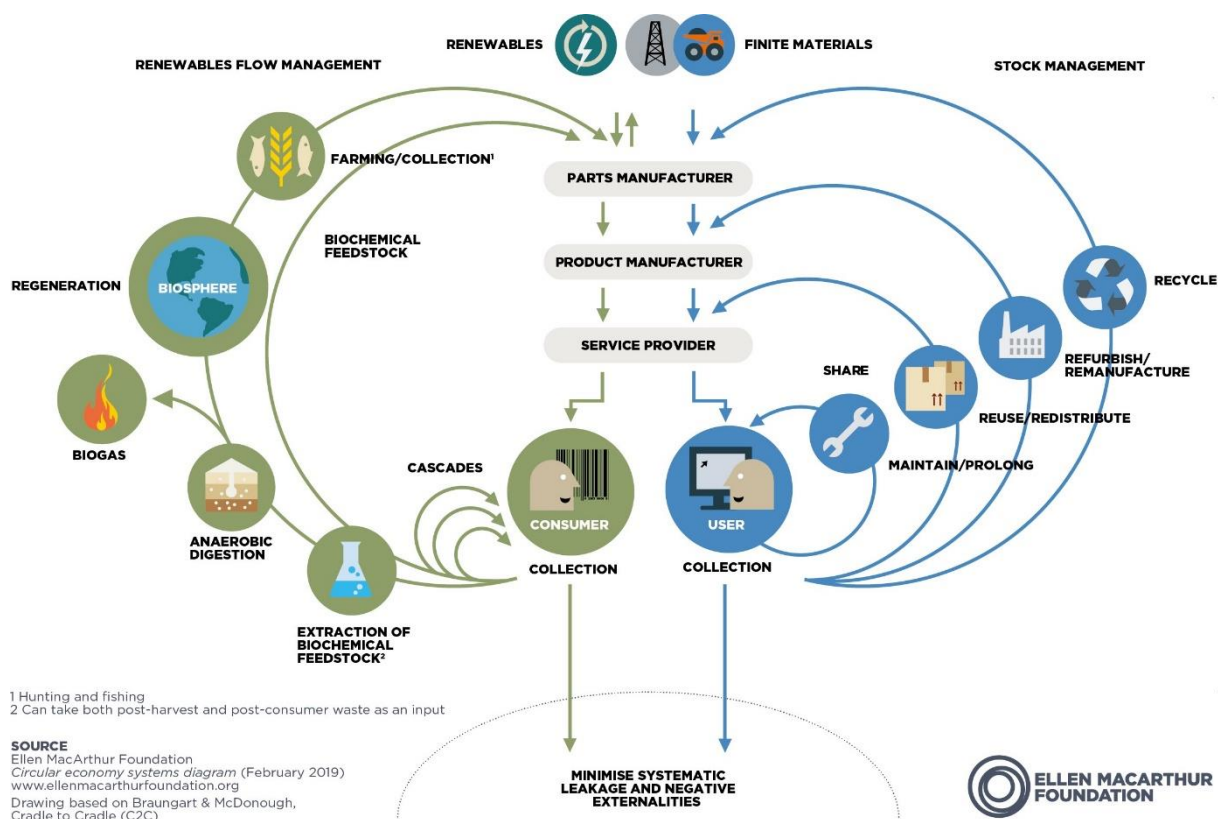 RENEWABLES
FINITE MATERIALS
RENEWABLES FLOW MANAGEMENT
STOCK MANAGEMENT
FARMING/COLLECTION¹
PARTS MANUFACTURER
BIOCHEMICAL
FEEDSTOCK
PRODUCT MANUFACTURER
REGENERATION
BIOSPHERE
RECYCLE
SERVICE PROVIDER
SHARE
REFURBISH/
REMANUFACTURE
REUSE/REDISTRIBUTE
BIOGAS
CASCADES
MAINTAIN/PROLONG
CONSUMER
USER
ANAEROBIC
DIGESTION
COLLECTION
COLLECTION
EXTRACTION OF
BIOCHEMICAL
FEEDSTOCK²
1 Hunting and fishing
2 Can take both post-harvest and post-consumer waste as an input
SOURCE
Ellen MacArthur Foundation
Circular economy systems diagram (February 2019)
www.ellenmacarthurfoundation.org
Drawing based on Braungart & McDonough,
Cradle to Cradle (C2C)
MINIMISE SYSTEMATIC
LEAKAGE AND NEGATIVE
EXTERNALITIES
ELLEN MACARTHUR
FOUNDATION